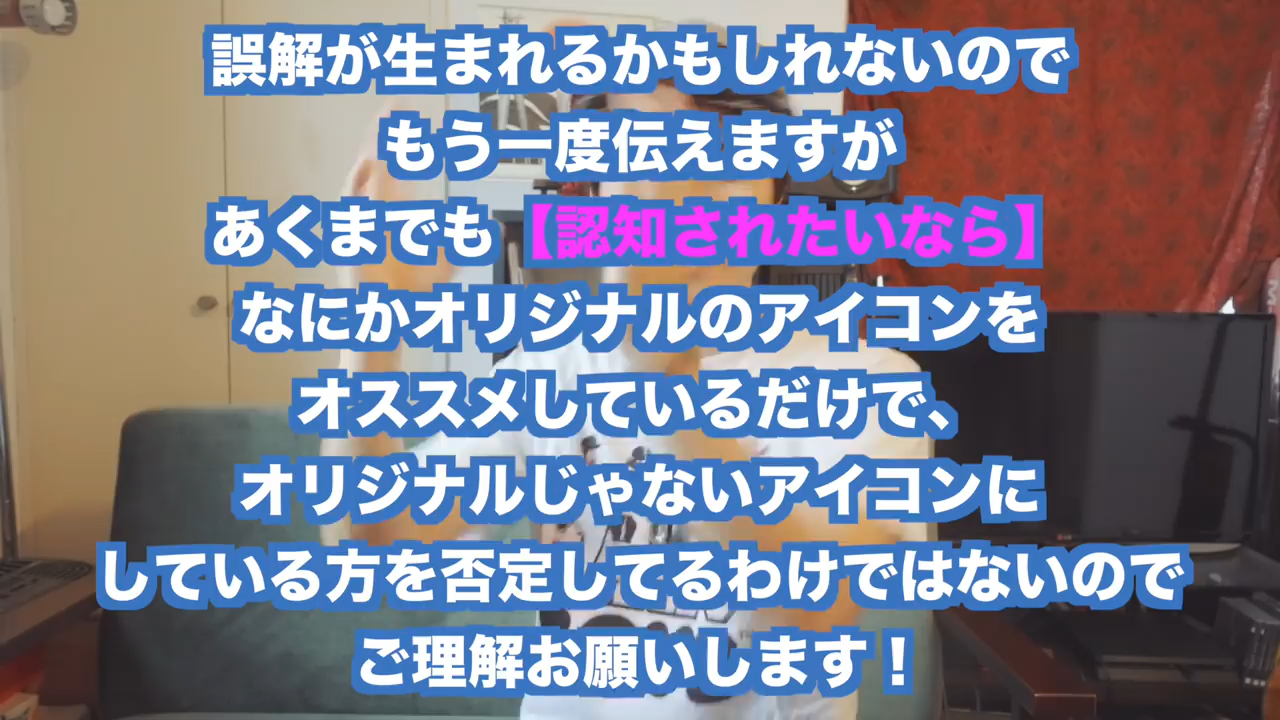 誤解が生まれるかもしれないので
もう一度伝えますが
あくまでも【認知されたいなら】
なにかオリジナルのアイコンを
オススメしているだけで、
オリジナルじゃないアイコンに
している方を否定してるわけではないので
ご理解お願いします！